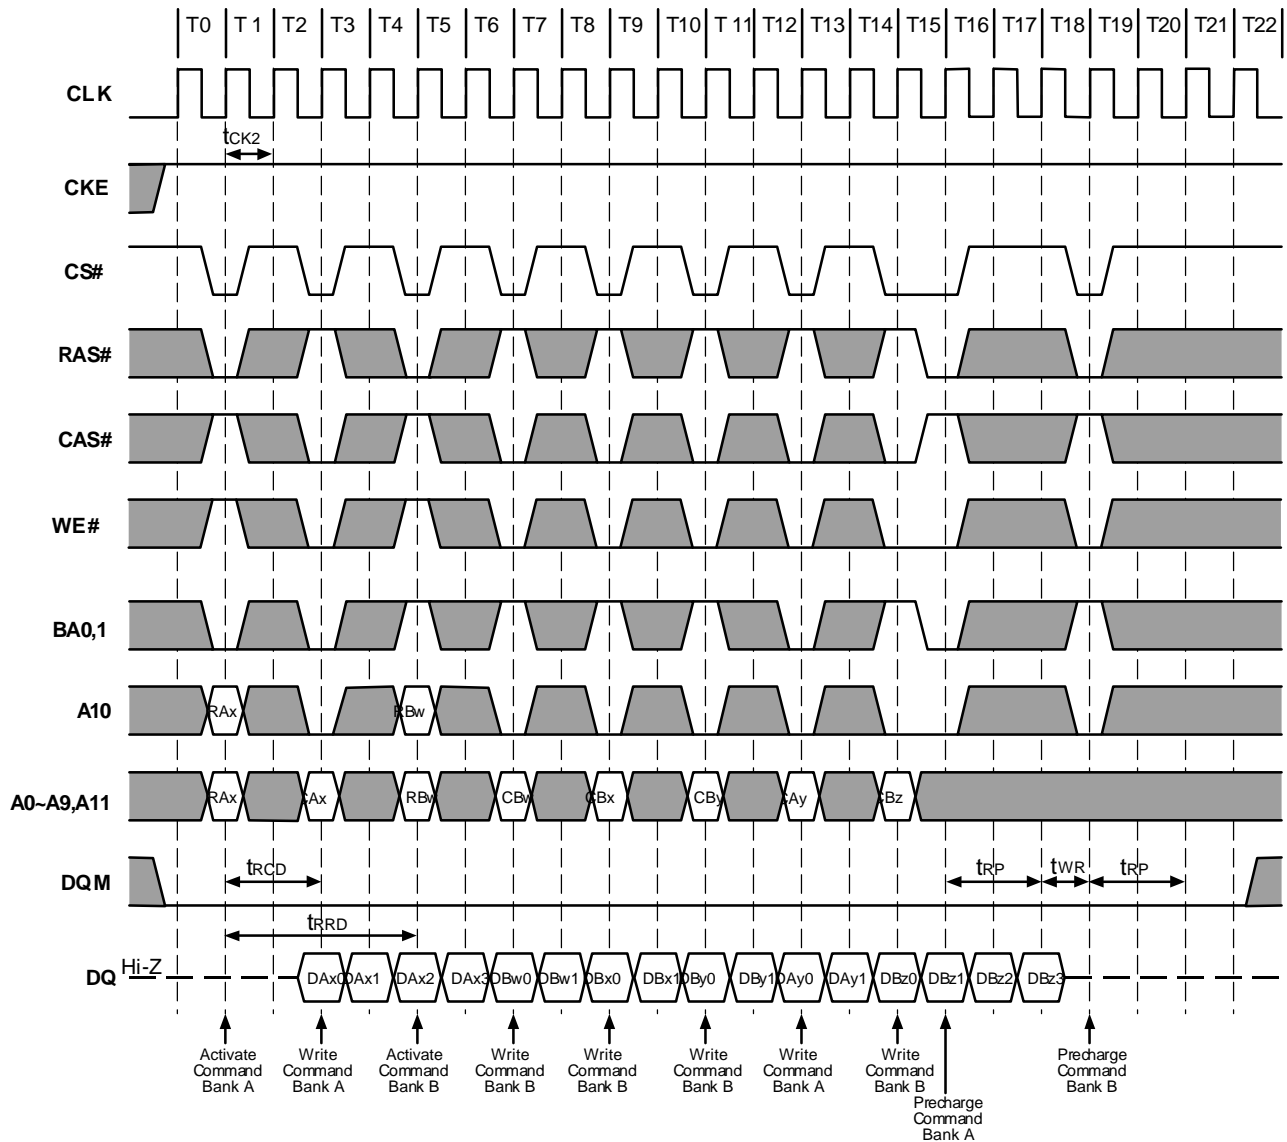 T0 T1 T2 T3 T4 T5 T6 T7 T8 T9 T10 T11 T12 T13 T14 T15 T16 T17 T18 T19 T20 T21 T22
CLK
tCK2
CKE
CS#
RAS#
CAS#
WE#
BA0,1
A10
RAx RBw
A0~A9,A11
RAx CAx RBw CBw CBx CBy CAy CBz
DQM
tRCD tRP tWR tRP
tRRD
DQ Hi-Z
DAx0 DAx1 DAx2 DAx3 DBw0 DBw1 DBx0 DBx1 DBy0 DBy1 DAy0 DAy1 DBz0 DBz1 DBz2 DBz3
Activate Write Activate Write Write Write Write Write Precharge
Command Command Command Command Command Command Command Command Command
Bank A Bank A Bank B Bank B Bank B Bank B Bank A Bank B Bank B
Precharge
Command
Bank A